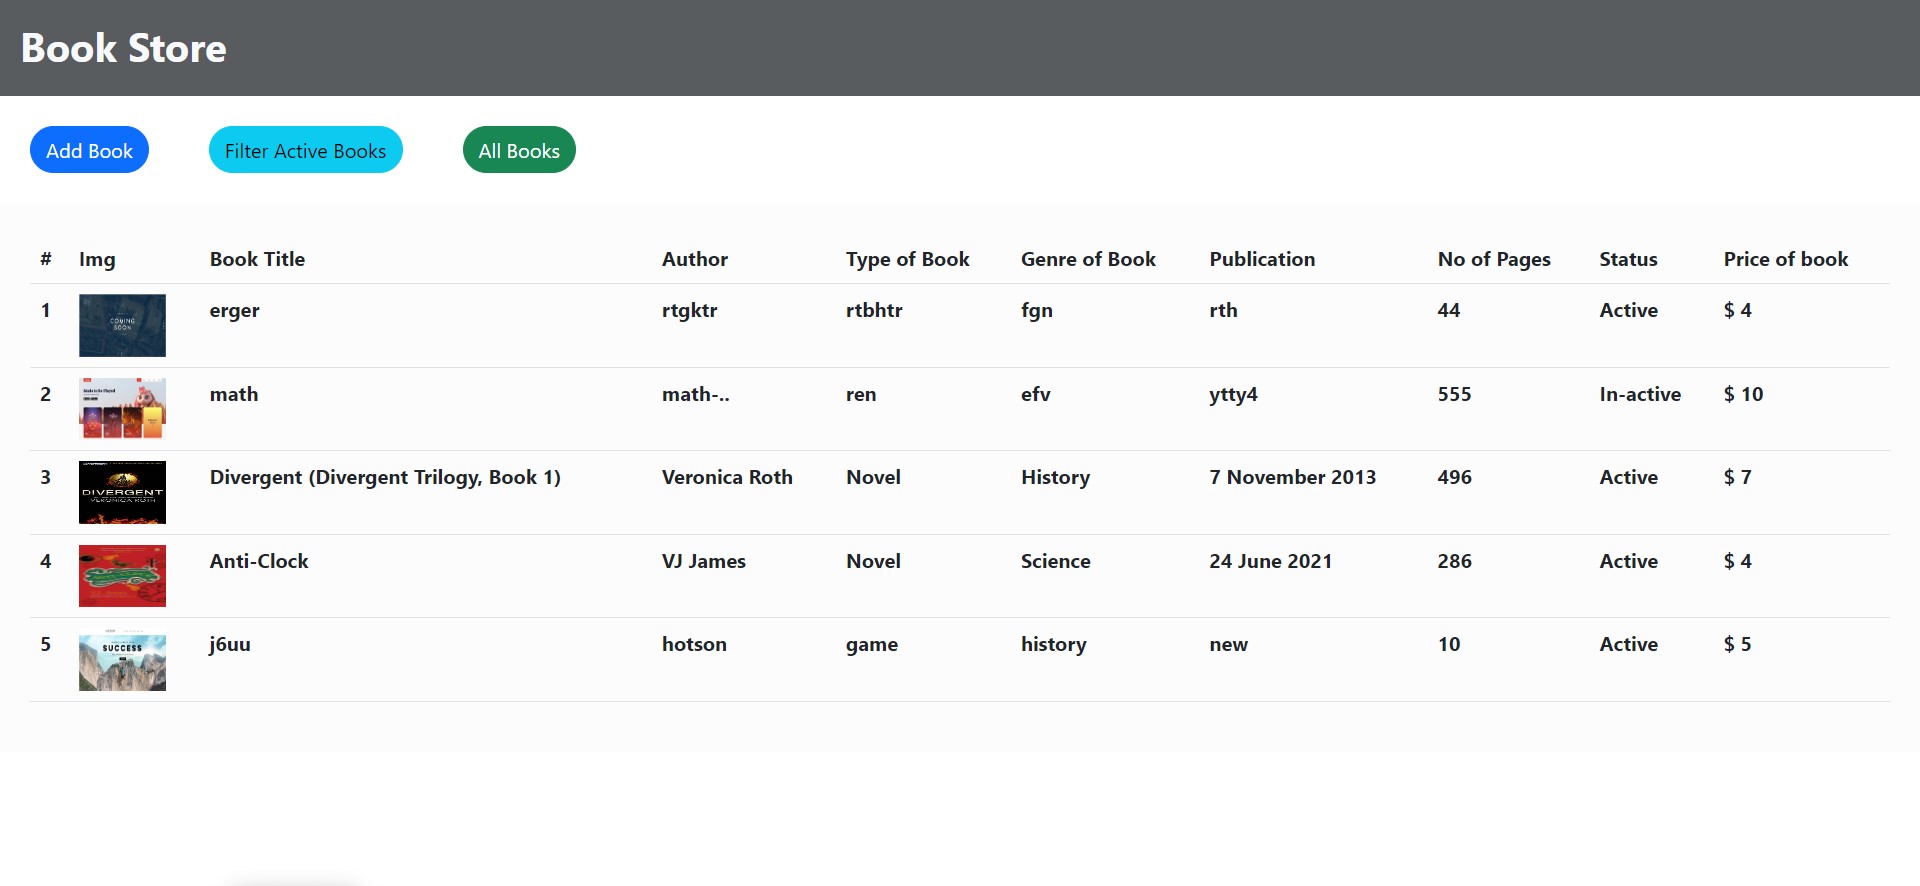 Book Store
Add Book Filter Active Books All Books
# Img Book Title Author Type of Book Genre of Book Publication No of Pages Status Price of book
1 COMING SOON erger rtgktr rtbhtr fgn rth 44 Active $ 4
2 math math-.. ren efv ytty4 555 In-active $ 10
3 DIVERGENT VERONICA ROTH Divergent (Divergent Trilogy, Book 1) Veronica Roth Novel History 7 November 2013 496 Active $ 7
4 Anti-Clock VJ James Novel Science 24 June 2021 286 Active $ 4
5 SUCCESS j6uu hotson game history new 10 Active $ 5